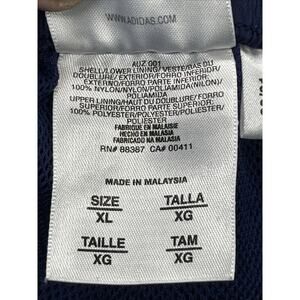 WWW.ADIDAS.COM
AUZ 001
SHELL/LOWER LINING/VESTE/BAS DU
DOUBLURE/ EXTERIOR/FORRO INFERIOR/
EXTERNO/FORRO PARTE INFERIOR
100% NYLON/NYLON/POLIAMIDA/NYLON/
POLIAMIDA
UPPER LINING/HAUT DU DOUBLURE/FORRO
SUPERIOR/FORRO PARTE SUPERIOR
100% POLYESTER/POLYESTER/POLIESTER/
POLIESTER
FABRIQUE EN MALAISIE
HECHO EN MALASIA
FABRICADO NA MALASIA
RN# 88387 CA# 00411
MADE IN MALAYSIA
SIZE TALLA
XL XG
TAILLE TAM
XG XG